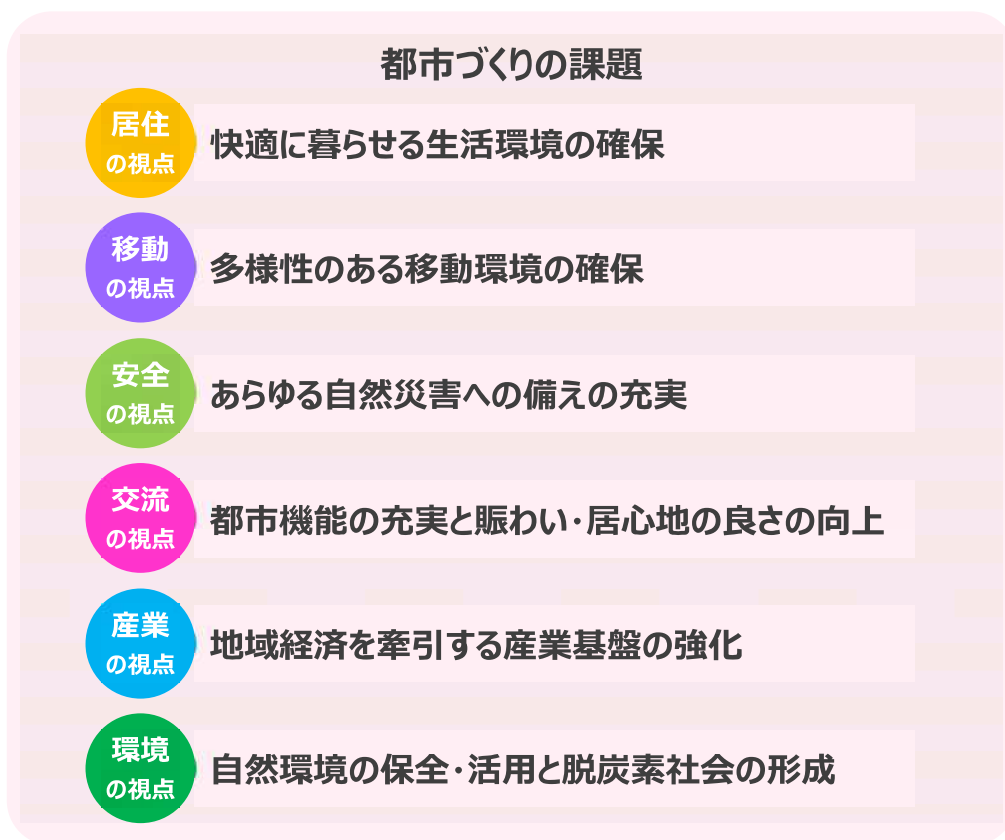 都市づくりの課題
居住
の視点
快適に暮らせる生活環境の確保
移動
の視点
多様性のある移動環境の確保
安全
の視点
あらゆる自然災害への備えの充実
交流
の視点
都市機能の充実と賑わい・居心地の良さの向上
産業
の視点
地域経済を牽引する産業基盤の強化
環境
の視点
自然環境の保全・活用と脱炭素社会の形成